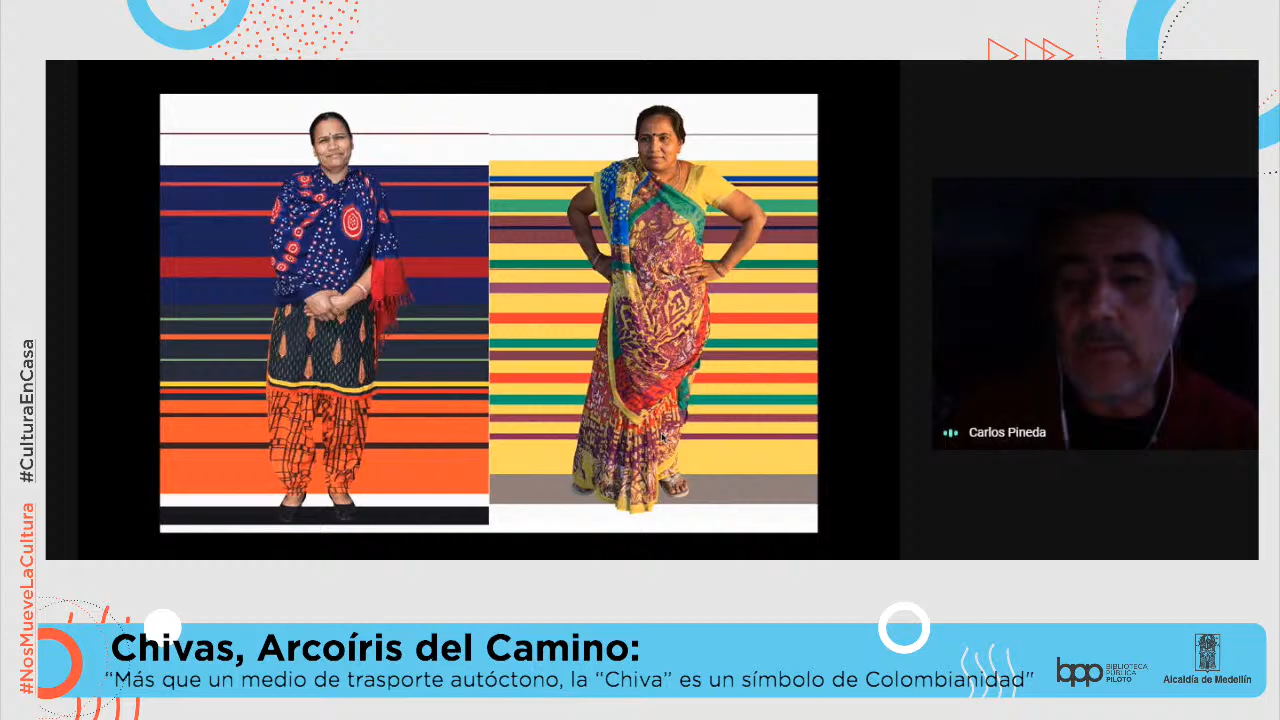 #NosMueveLaCultura #CulturaEnCasa
Carlos Pineda
Chivas, Arcoíris del Camino:
“Más que un medio de trasporte autóctono, la “Chiva” es un símbolo de Colombianidad"
bpp BIBLIOTECA
PÚBLICA
PILOTO
Alcaldía de Medellín